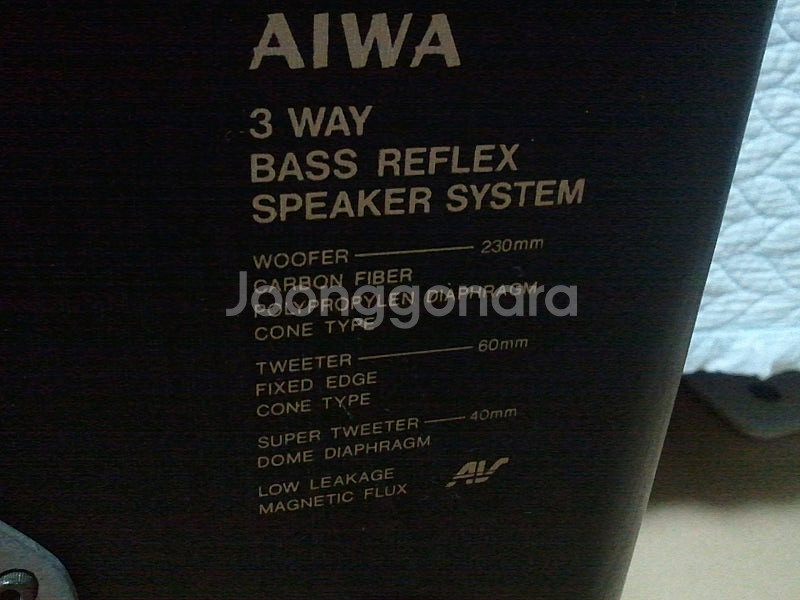 AIWA
3 WAY
BASS REFLEX
SPEAKER SYSTEM
WOOFER 230mm
CARBON FIBER
POLYPROPYLEN DIAPHRAGM
CONE TYPE
TWEETER 60mm
FIXED EDGE
CONE TYPE
SUPER TWEETER 40mm
DOME DIAPHRAGM
LOW LEAKAGE
MAGNETIC FLUX
Joonggonara